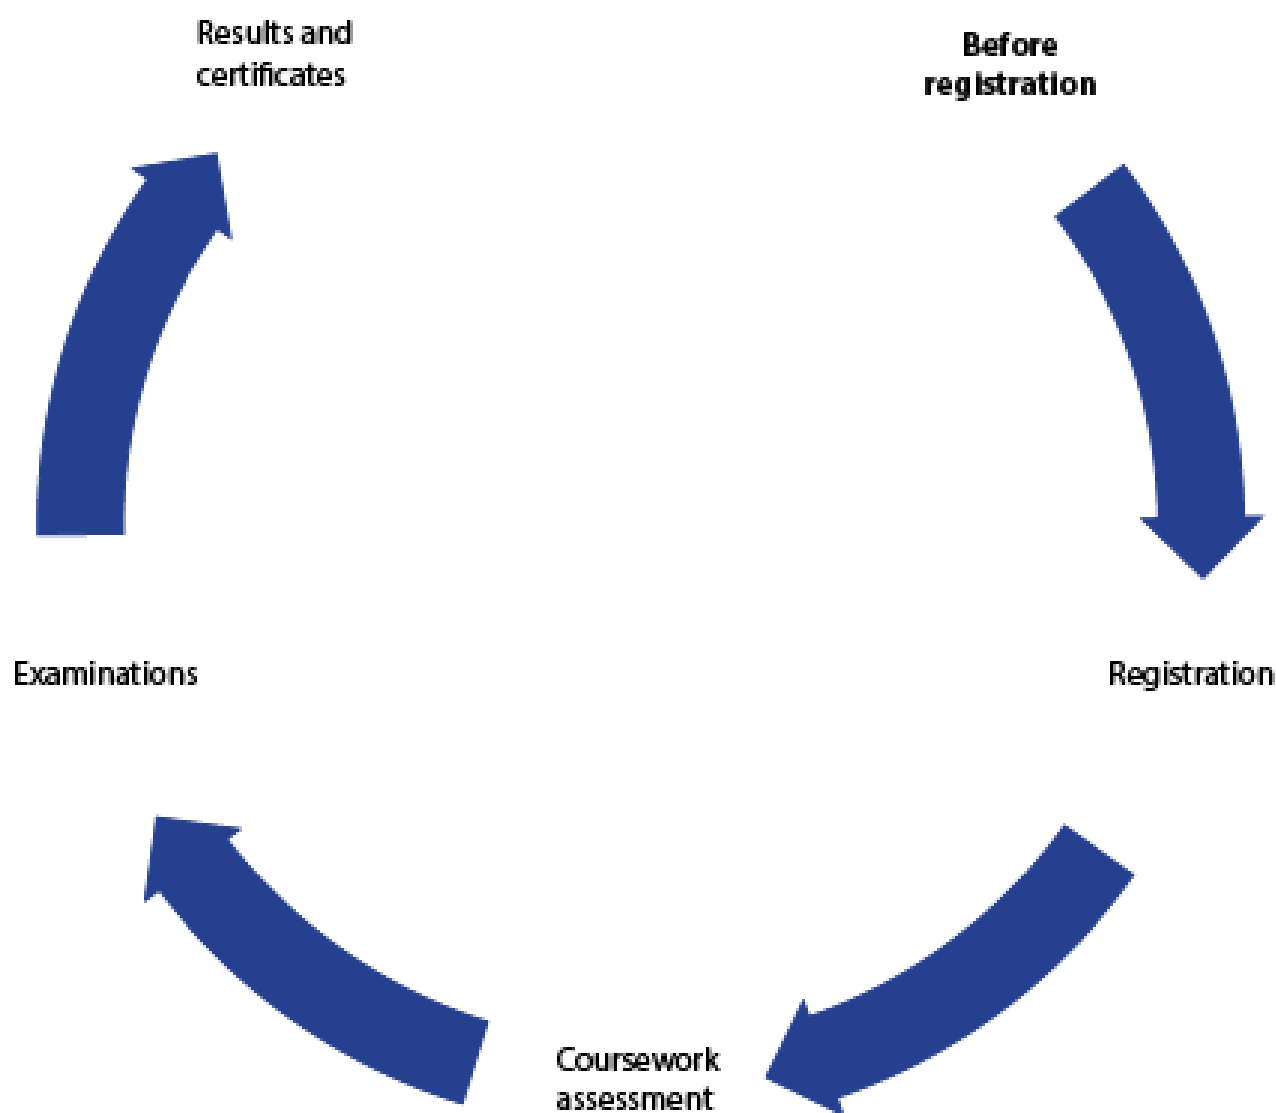 Results and
certificates
Before
registration
Examinations
Registration
Coursework
assessment